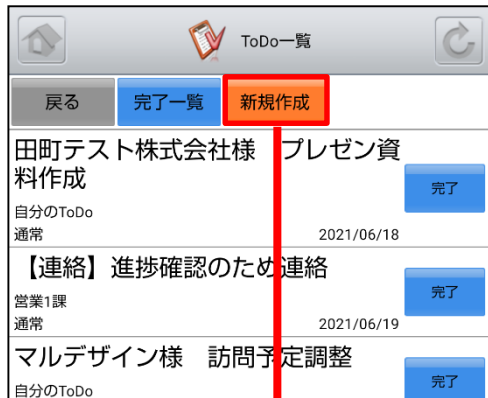 ToDo一覧
戻る 完了一覧 新規作成
田町テスト株式会社様　プレゼン資
料作成
完了
自分のToDo
通常 2021/06/18
【連絡】進捗確認のため連絡
完了
営業1課
通常 2021/06/19
マルデザイン様　訪問予定調整
完了
自分のToDo